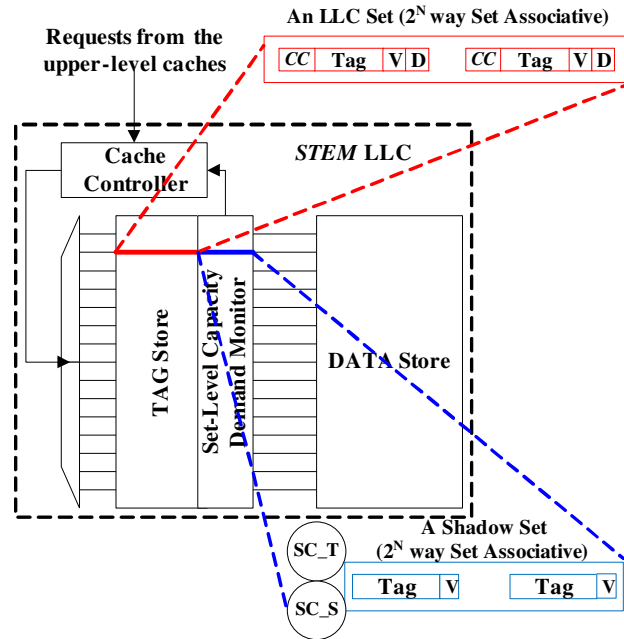 An LLC Set (2^N way Set Associative)
Requests from the
upper-level caches
CC Tag V D CC Tag V D
STEM LLC
Cache
Controller
TAG Store
Set-Level Capacity
Demand Monitor
DATA Store
A Shadow Set
(2^N way Set Associative)
SC_T
Tag V Tag V
SC_S